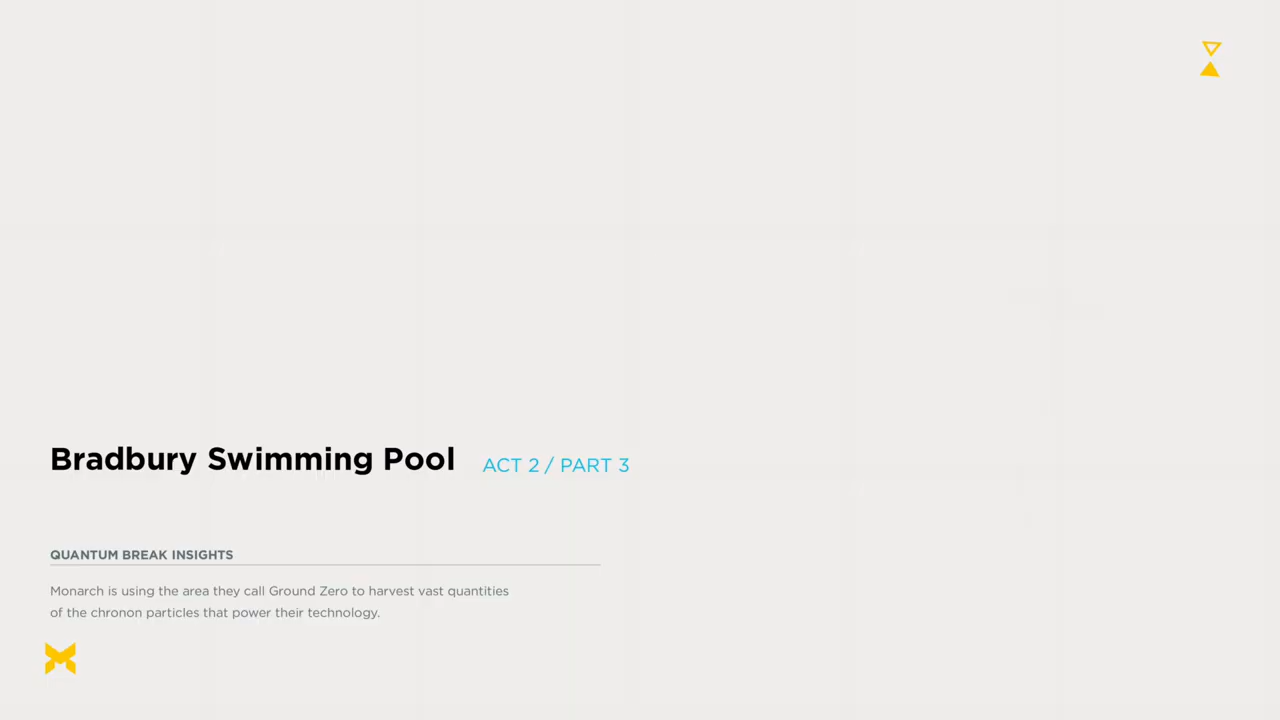 Bradbury Swimming Pool ACT 2 / PART 3
QUANTUM BREAK INSIGHTS
Monarch is using the area they call Ground Zero to harvest vast quantities
of the chronon particles that power their technology.